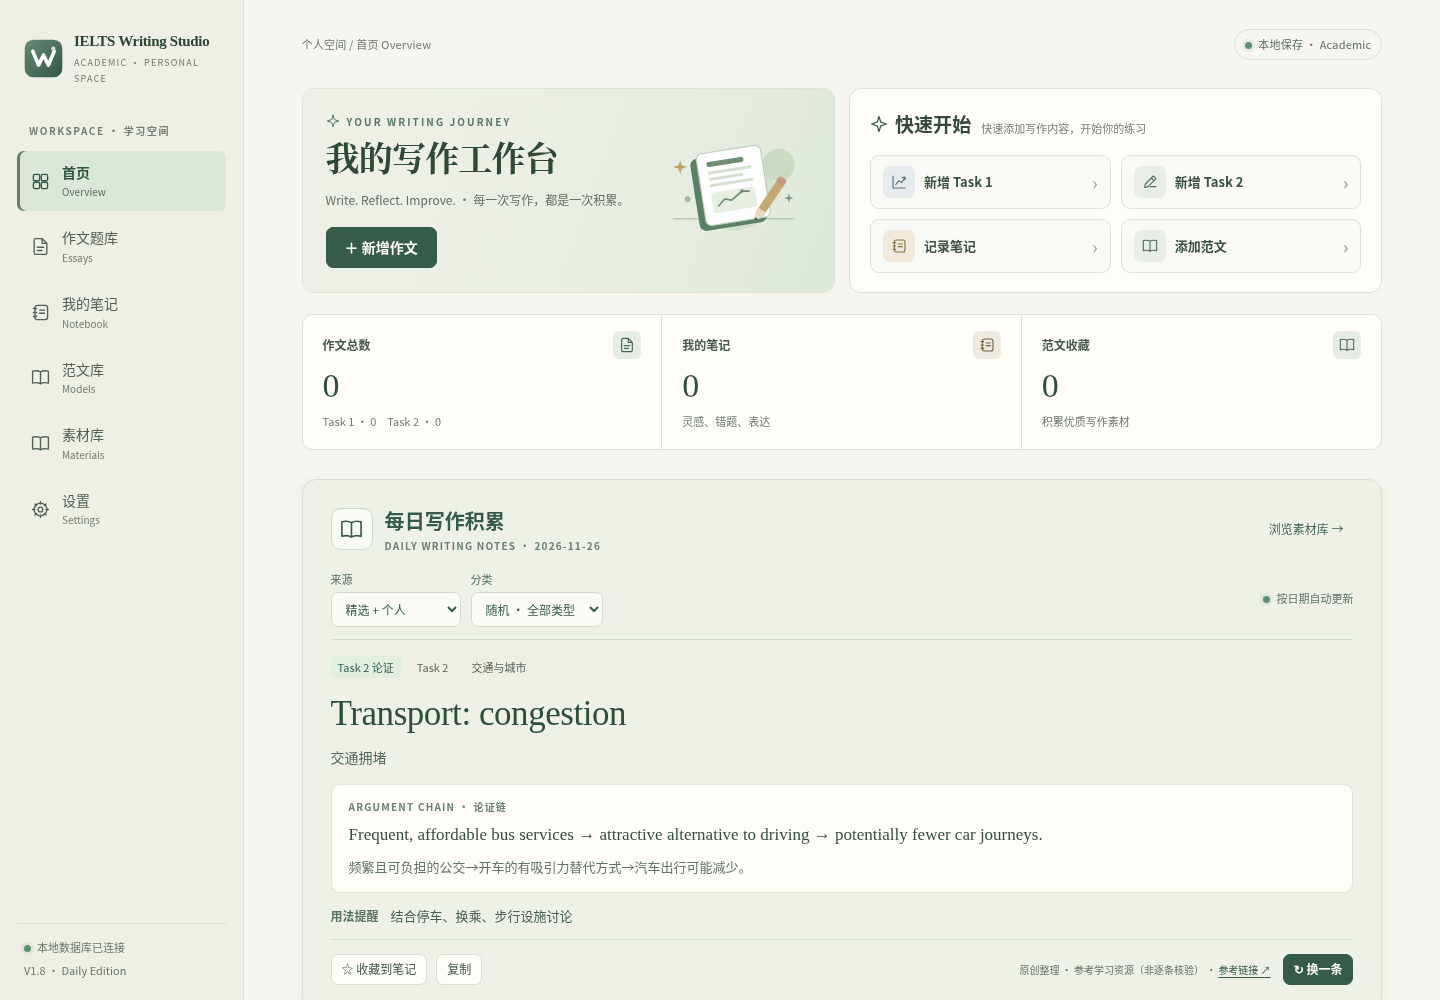 IELTS Writing Studio
ACADEMIC · PERSONAL
SPACE
WORKSPACE · 学习空间
首页
Overview
作文题库
Essays
我的笔记
Notebook
范文库
Models
素材库
Materials
设置
Settings
本地数据库已连接
V1.8 · Daily Edition
个人空间 / 首页 Overview
本地保存 · Academic
YOUR WRITING JOURNEY
我的写作工作台
Write. Reflect. Improve. · 每一次写作，都是一次积累。
＋ 新增作文
快速开始 快速添加写作内容，开始你的练习
新增 Task 1 ›
新增 Task 2 ›
记录笔记 ›
添加范文 ›
作文总数
0
Task 1 · 0 Task 2 · 0
我的笔记
0
灵感、错题、表达
范文收藏
0
积累优质写作素材
每日写作积累
DAILY WRITING NOTES · 2026-11-26
浏览素材库 →
来源
精选 + 个人
分类
随机 · 全部类型
按日期自动更新
Task 2 论证 Task 2 交通与城市
Transport: congestion
交通拥堵
ARGUMENT CHAIN · 论证链
Frequent, affordable bus services → attractive alternative to driving → potentially fewer car journeys.
频繁且可负担的公交→开车的有吸引力替代方式→汽车出行可能减少。
用法提醒 结合停车、换乘、步行设施讨论
☆ 收藏到笔记 复制
原创整理 · 参考学习资源（非逐条核验） · 参考链接 ↗
↻ 换一条